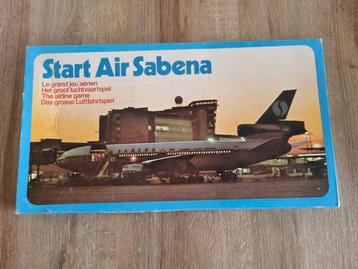 Start Air Sabena
Le grand jeu aérien
Het groot luchtvaartspel
The airline game
Das grosse Luftfahrtspiel